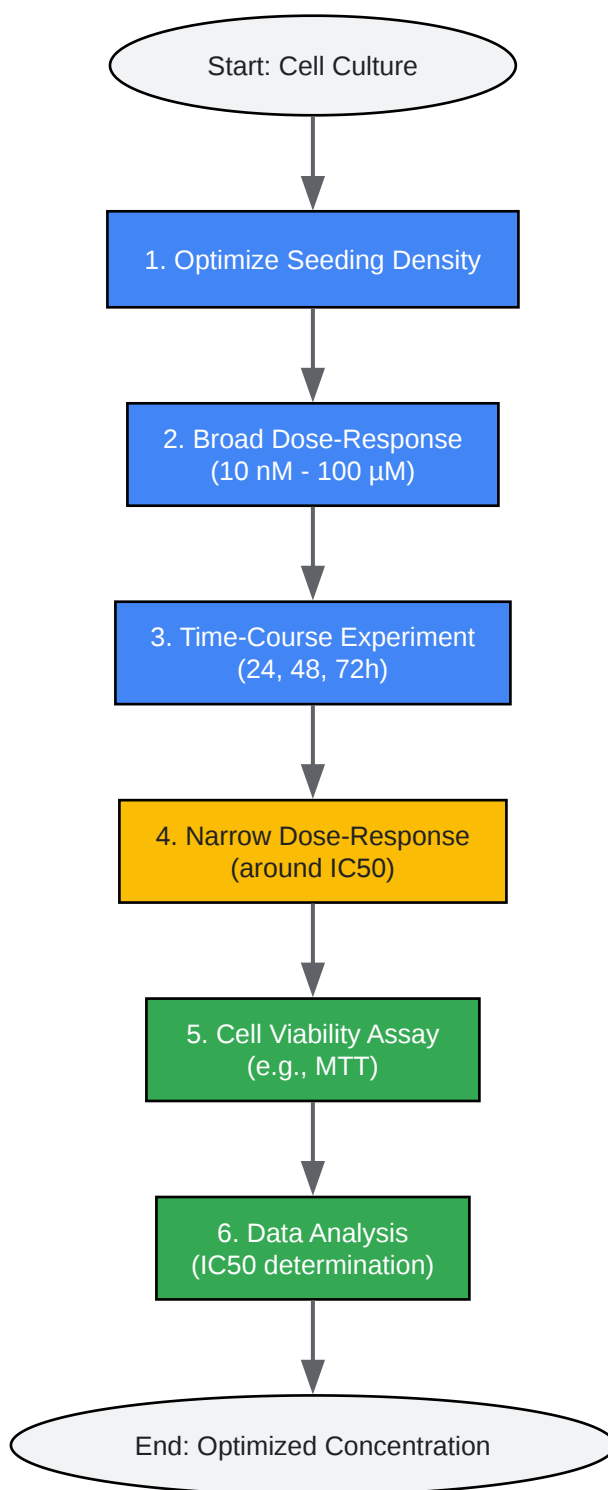 Start: Cell Culture
1. Optimize Seeding Density
2. Broad Dose-Response
(10 nM - 100 µM)
3. Time-Course Experiment
(24, 48, 72h)
4. Narrow Dose-Response
(around IC50)
5. Cell Viability Assay
(e.g., MTT)
6. Data Analysis
(IC50 determination)
End: Optimized Concentration